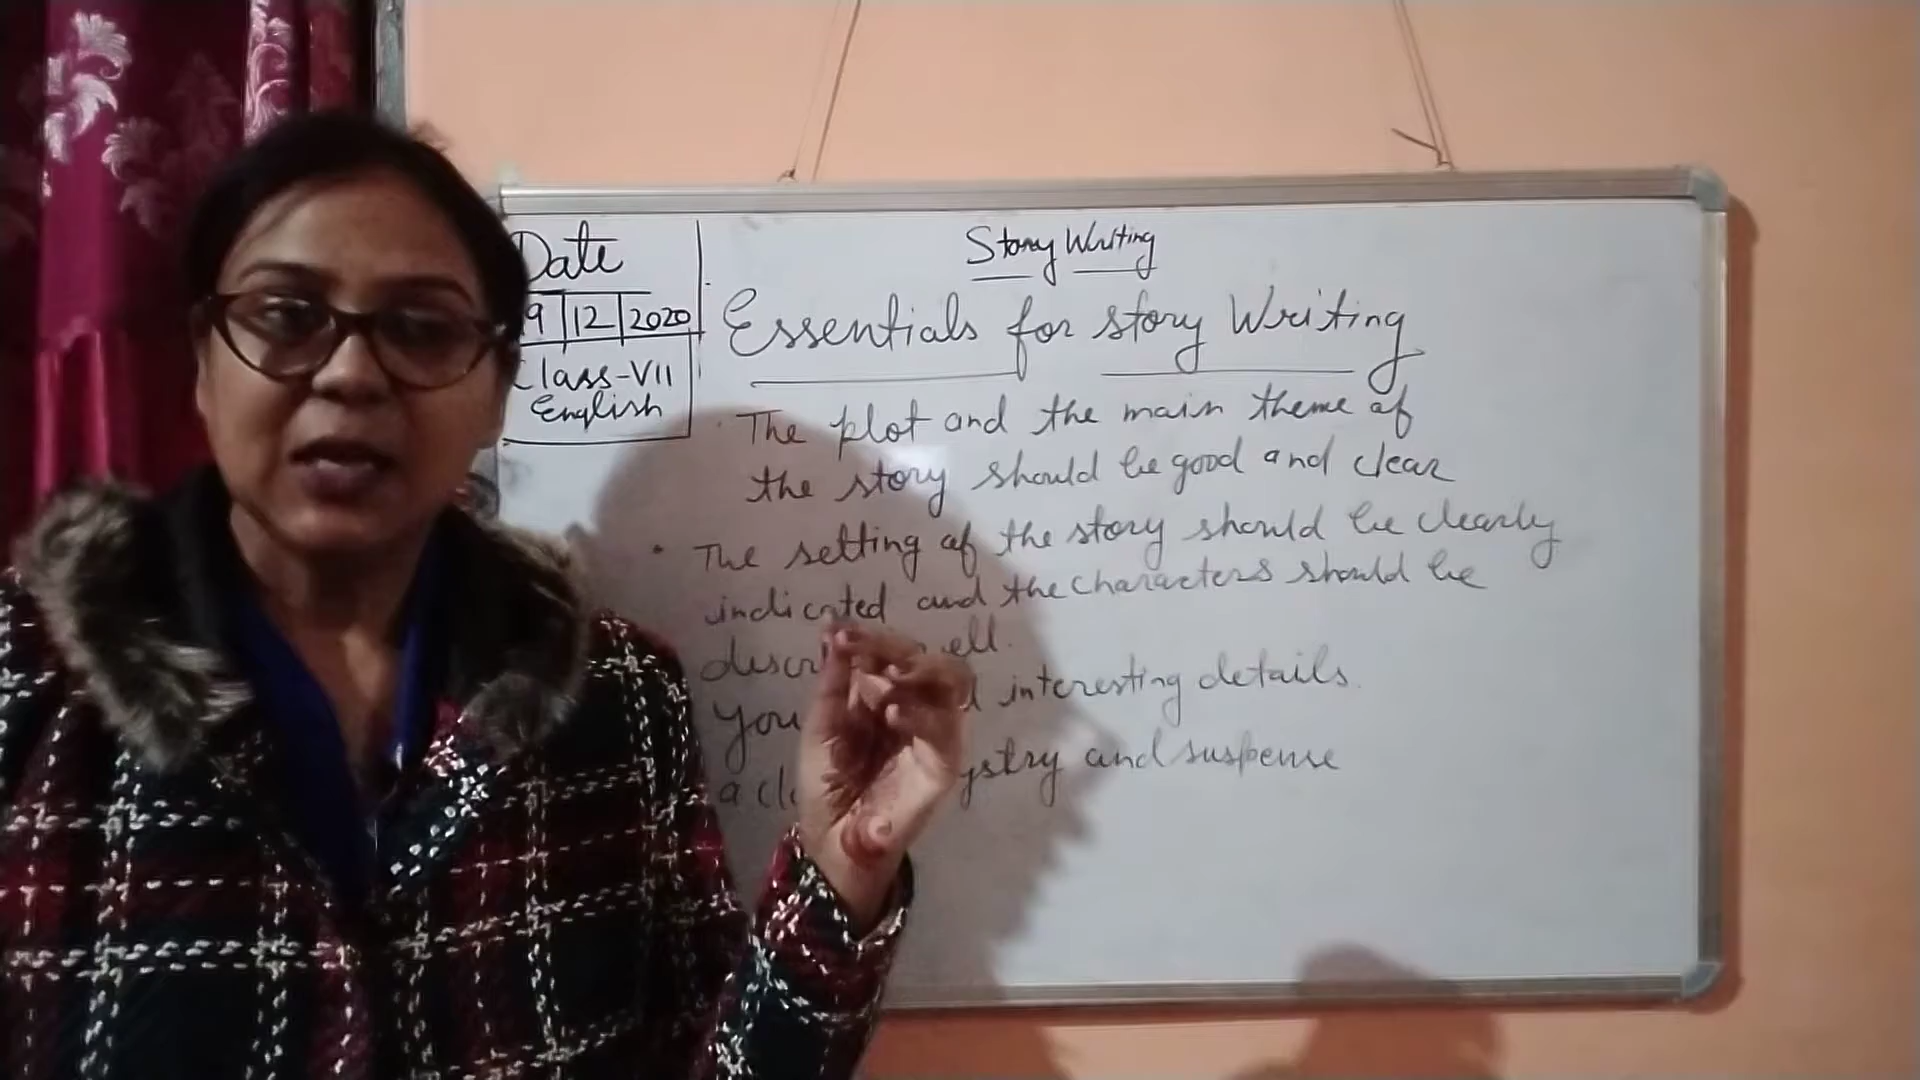 Date
9 | 12 | 2020
Class-VII
English
Story Writing
Essentials for story Writing
The plot and the main theme of
the story should be good and clear
• The setting of the story should be clearly
indicated and the characters should be
well.
You interesting details.
a and suspense